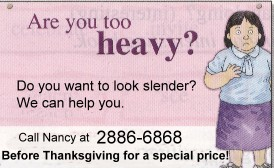 Are you too
heavy?
Do you want to look slender?
We can help you.
Call Nancy at 2886-6868
Before Thanksgiving for a special price!